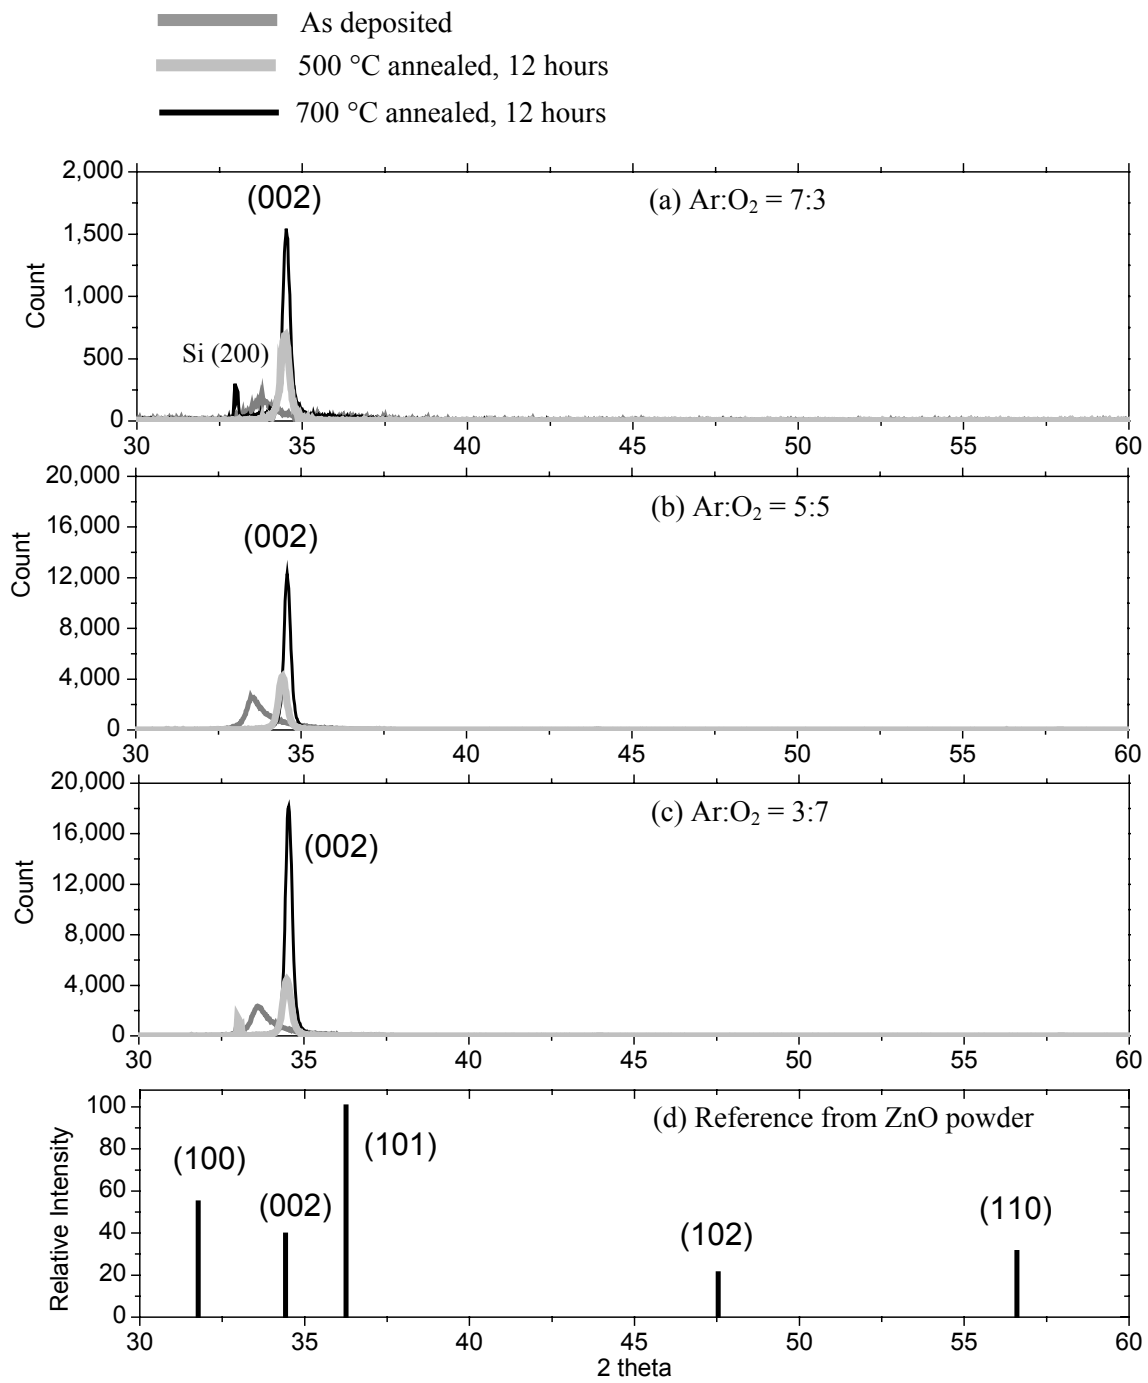 As deposited
500 °C annealed, 12 hours
700 °C annealed, 12 hours
2,000
1,500
1,000
500
0
Count
(002)
Si (200)
(a) Ar:O₂ = 7:3
30 35 40 45 50 55 60
20,000
16,000
12,000
8,000
4,000
0
Count
(002)
(b) Ar:O₂ = 5:5
30 35 40 45 50 55 60
20,000
16,000
12,000
8,000
4,000
0
Count
(002)
(c) Ar:O₂ = 3:7
30 35 40 45 50 55 60
100
80
60
40
20
0
Relative Intensity
(d) Reference from ZnO powder
(100)
(002)
(101)
(102)
(110)
30 35 40 45 50 55 60
2 theta